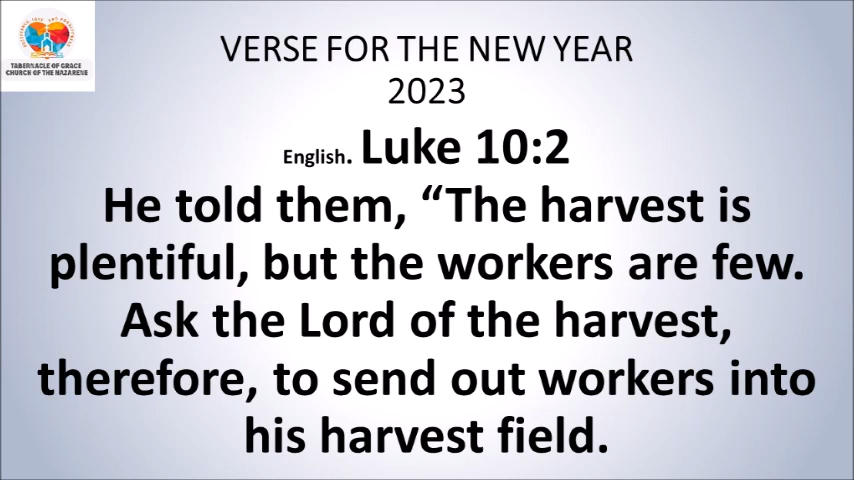 TABERNACLE OF GRACE
CHURCH OF THE NAZARENE
VERSE FOR THE NEW YEAR
2023
English. Luke 10:2
He told them, “The harvest is
plentiful, but the workers are few.
Ask the Lord of the harvest,
therefore, to send out workers into
his harvest field.